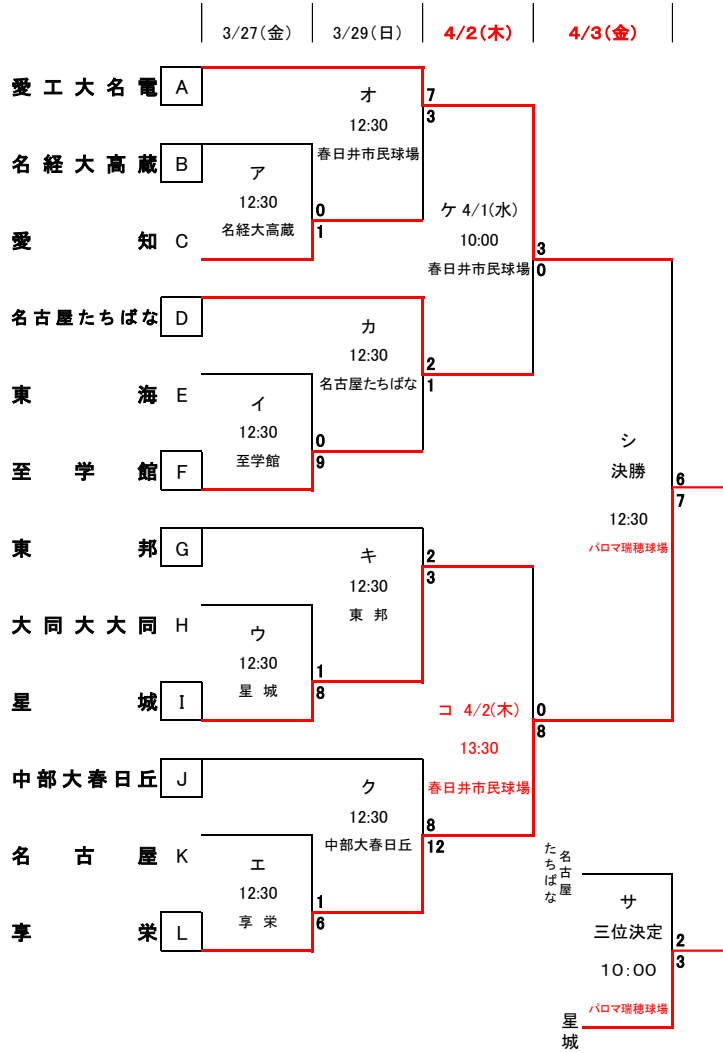 3/27(金) 3/29(日) 4/2(木) 4/3(金)
愛工大名電 A
オ
12:30
春日井市民球場
7
3
名経大高蔵 B
ア
12:30
名経大高蔵
0
1
愛知 C
ケ 4/1(水)
10:00
春日井市民球場
3
0
名古屋たちばな D
カ
12:30
名古屋たちばな
2
1
東海 E
イ
12:30
至学館
0
9
至学館 F
シ
決勝
12:30
パロマ瑞穂球場
6
7
東邦 G
キ
12:30
東邦
2
3
大同大大同 H
ウ
12:30
星城
1
8
星城 I
コ 4/2(木)
13:30
春日井市民球場
0
8
中部大春日丘 J
ク
12:30
中部大春日丘
8
12
名古屋 K
エ
12:30
享栄
1
6
享栄 L
名古屋
たちばな
サ
三位決定
10:00
パロマ瑞穂球場
2
3
星城